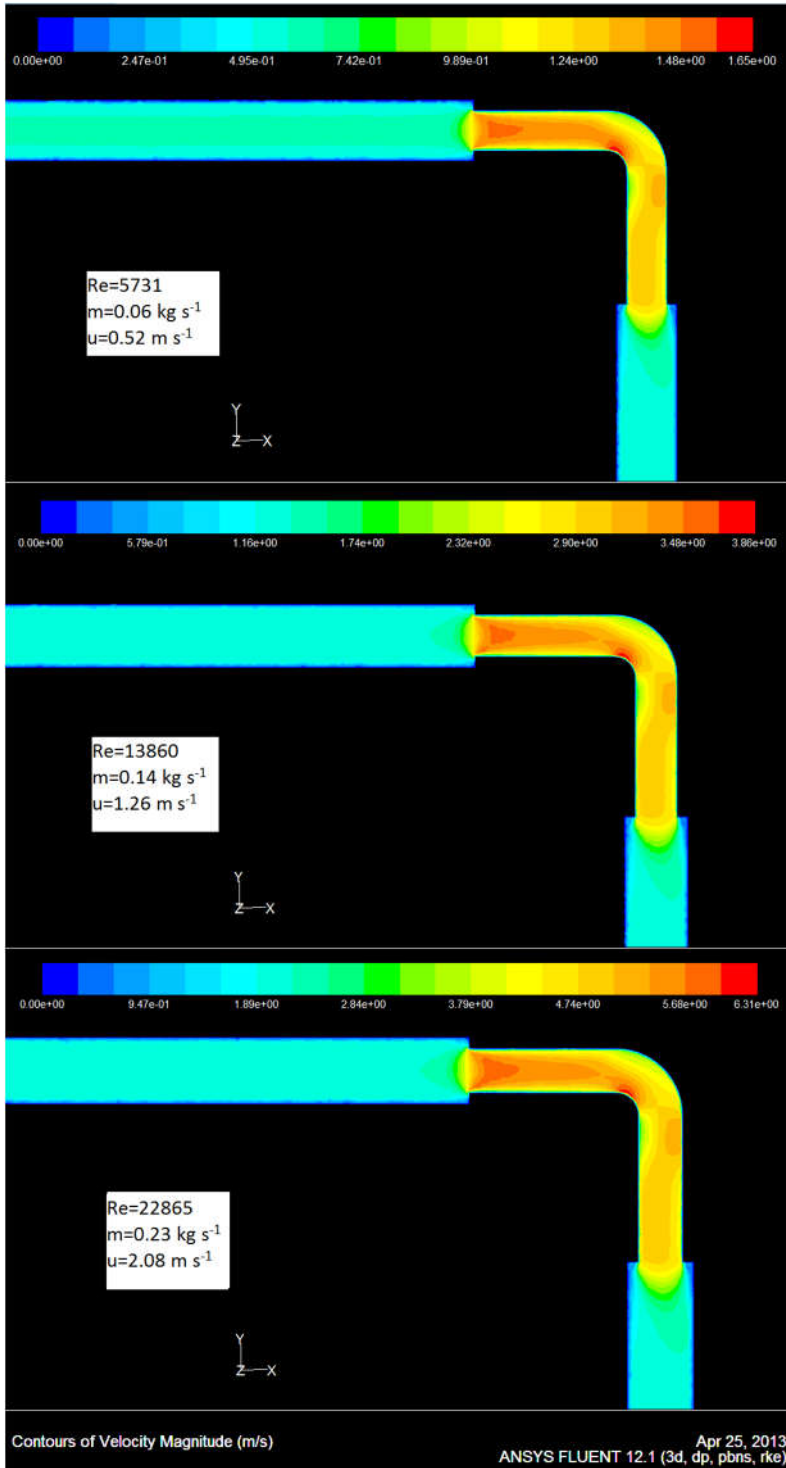 0.00e+00 2.47e-01 4.95e-01 7.42e-01 9.89e-01 1.24e+00 1.48e+00 1.65e+00
Re=5731
m=0.06 kg s⁻¹
u=0.52 m s⁻¹
Y
Z X
0.00e+00 5.79e-01 1.16e+00 1.74e+00 2.32e+00 2.90e+00 3.48e+00 3.86e+00
Re=13860
m=0.14 kg s⁻¹
u=1.26 m s⁻¹
Y
Z X
0.00e+00 9.47e-01 1.89e+00 2.84e+00 3.79e+00 4.74e+00 5.68e+00 6.31e+00
Re=22865
m=0.23 kg s⁻¹
u=2.08 m s⁻¹
Y
Z X
Contours of Velocity Magnitude (m/s) Apr 25, 2013
ANSYS FLUENT 12.1 (3d, dp, pbns, rke)